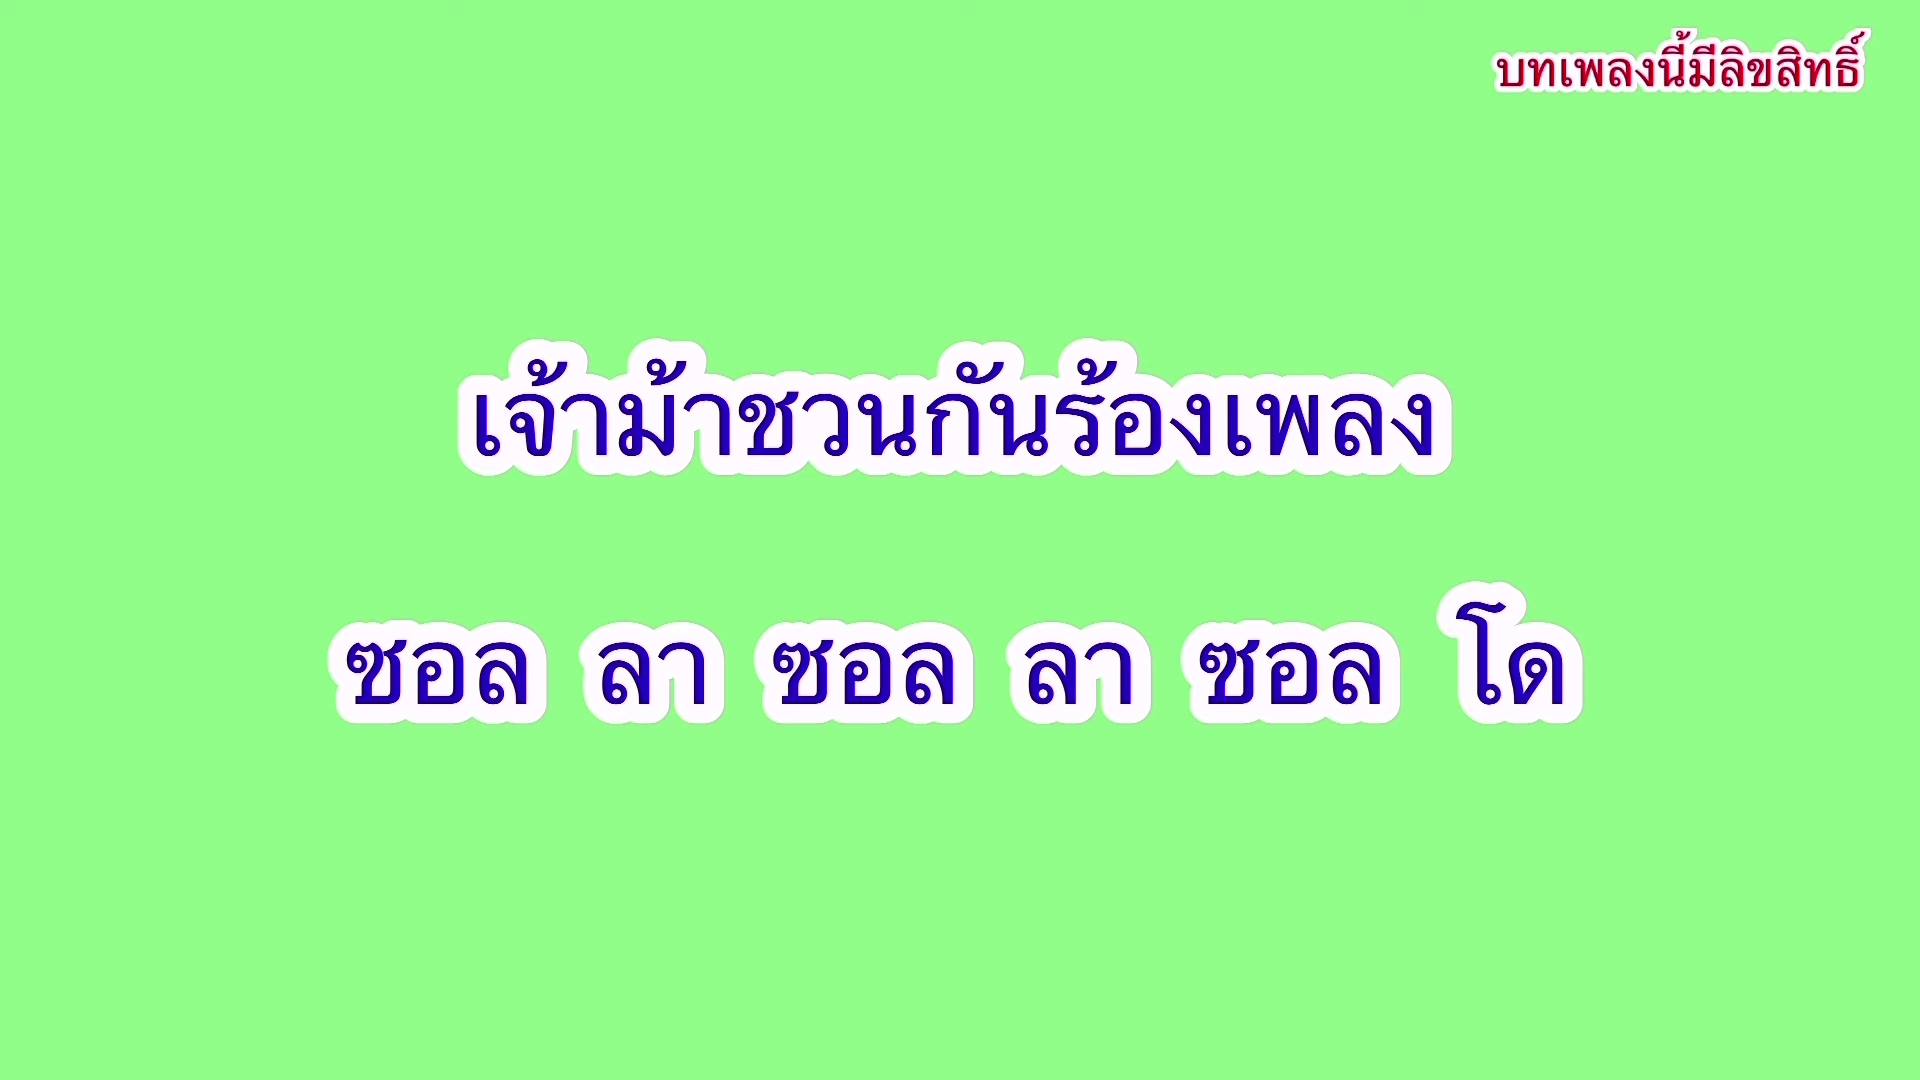 บทเพลงนี้มีลิขสิทธิ์
เจ้าม้าชวนกันร้องเพลง
ซอล ลา ซอล ลา ซอล โด